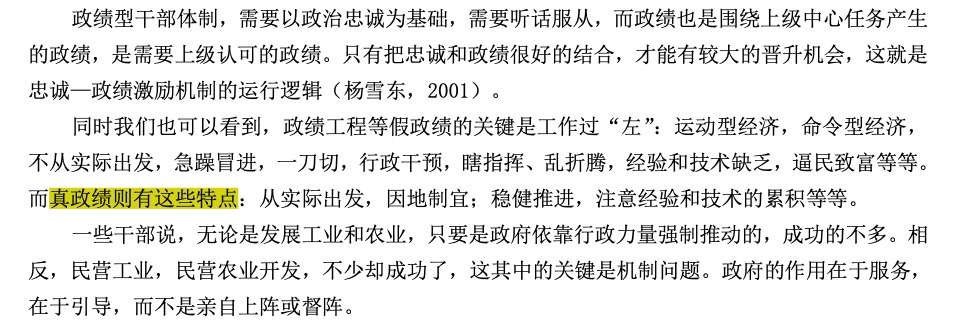 政绩型干部体制，需要以政治忠诚为基础，需要听话服从，而政绩也是围绕上级中心任务产生
的政绩，是需要上级认可的政绩。只有把忠诚和政绩很好的结合，才能有较大的晋升机会，这就是
忠诚—政绩激励机制的运行逻辑（杨雪东，2001）。
同时我们也可以看到，政绩工程等假政绩的关键是工作过“左”：运动型经济，命令型经济，
不从实际出发，急躁冒进，一刀切，行政干预，瞎指挥、乱折腾，经验和技术缺乏，逼民致富等等。
而真政绩则有这些特点：从实际出发，因地制宜；稳健推进，注意经验和技术的累积等等。
一些干部说，无论是发展工业和农业，只要是政府依靠行政力量强制推动的，成功的不多。相
反，民营工业，民营农业开发，不少却成功了，这其中的关键是机制问题。政府的作用在于服务，
在于引导，而不是亲自上阵或督阵。